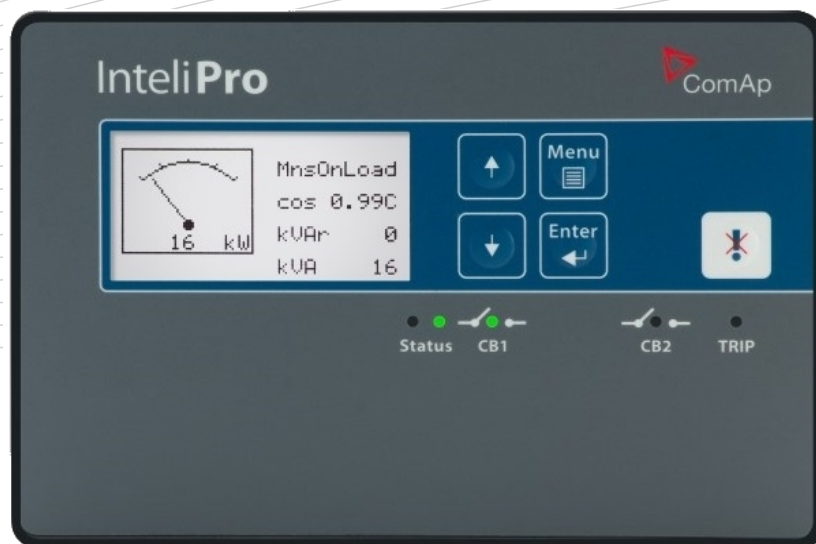 InteliPro
ComAp
MnsOnLoad
cos 0.99C
kVAr 0
kVA 16
16 kW
Menu
Enter
Status CB1 CB2 TRIP